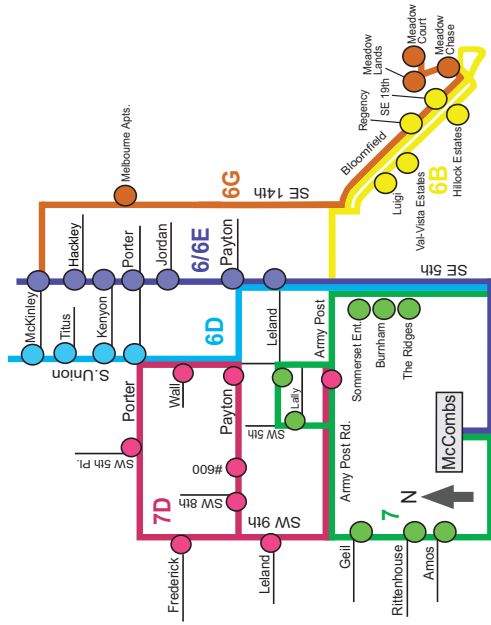 Meadow
Court
Meadow
Lands
Meadow
Chase
SE 19th
Regency
Bloomfield
Melbourne Apts.
6G
SE 14th
Luigi
Val-Vista Estates
6B
Hillock Estates
McKinley
Hackley
Titus
Kenyon
Porter
Jordan
6/6E
Payton
SE 5th
S.Union
6D
Leland
Army Post
Porter
Wall
Payton
Lally
SW 5th
Sommerset Ent.
Burnham
The Ridges
SW 5th Pl.
#600
SW 8th
7D
SW 9th
Army Post Rd.
McCombs
N
7
Frederick
Leland
Geil
Rittenhouse
Amos